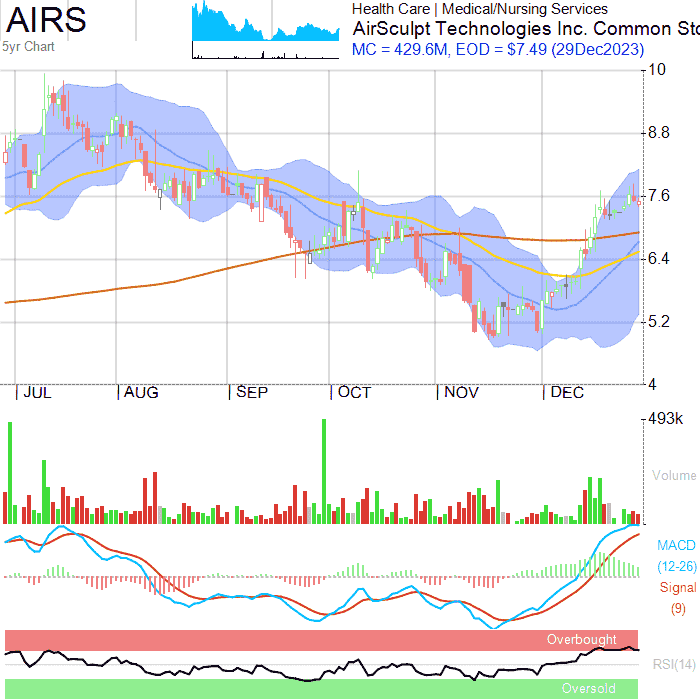 AIRS
5yr Chart
Health Care | Medical/Nursing Services
AirSculpt Technologies Inc. Common Sto
MC = 429.6M, EOD = $7.49 (29Dec2023)
10
8.8
7.6
6.4
5.2
4
JUL AUG SEP OCT NOV DEC
493k
Volume
MACD
(12-26)
Signal
(9)
Overbought
RSI(14)
Oversold